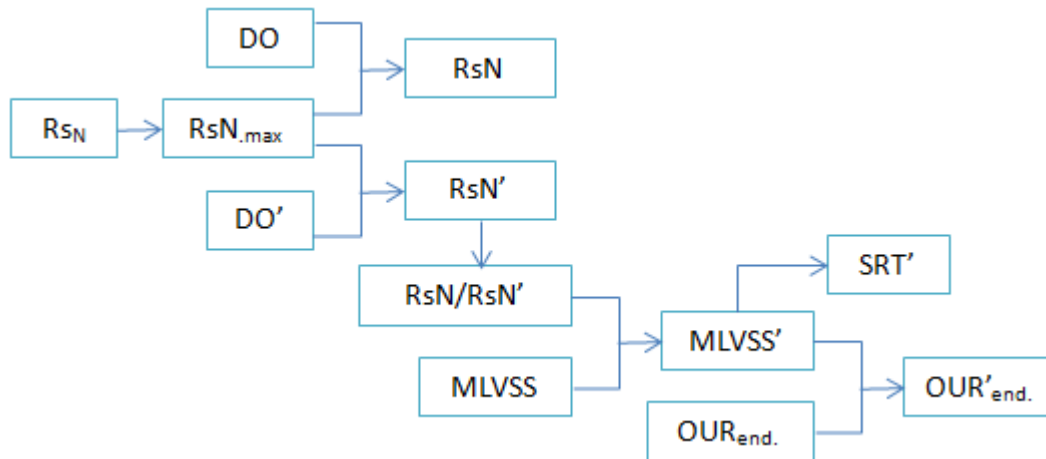 DO
RsN
RsN
RsN.max
DO’
RsN’
RsN/RsN’
SRT’
MLVSS’
MLVSS
OUR’end.
OURend.